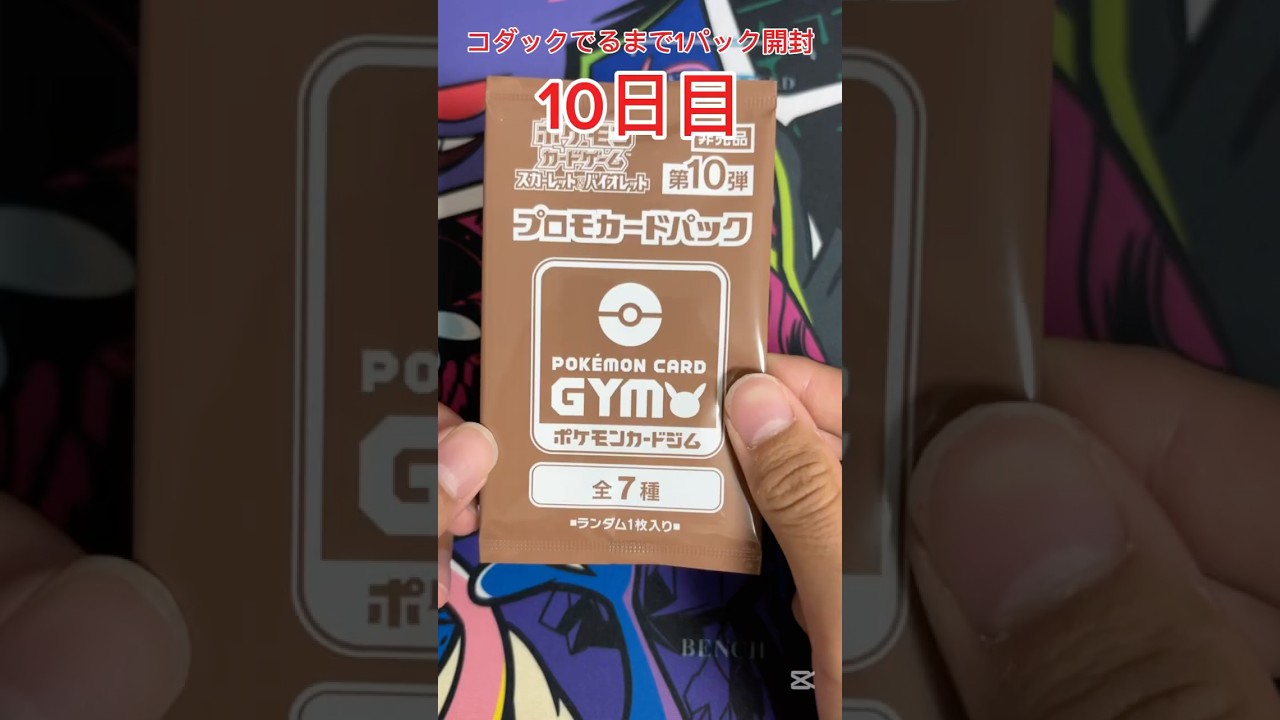 コダックでるまで1パック開封
10日目
ポケモン
カードゲーム
スカーレット&バイオレット
非売品
第10弾
プロモカードパック
POKÉMON CARD
GYM
ポケモンカードジム
全7種
■ランダム1枚入り■
BENCH